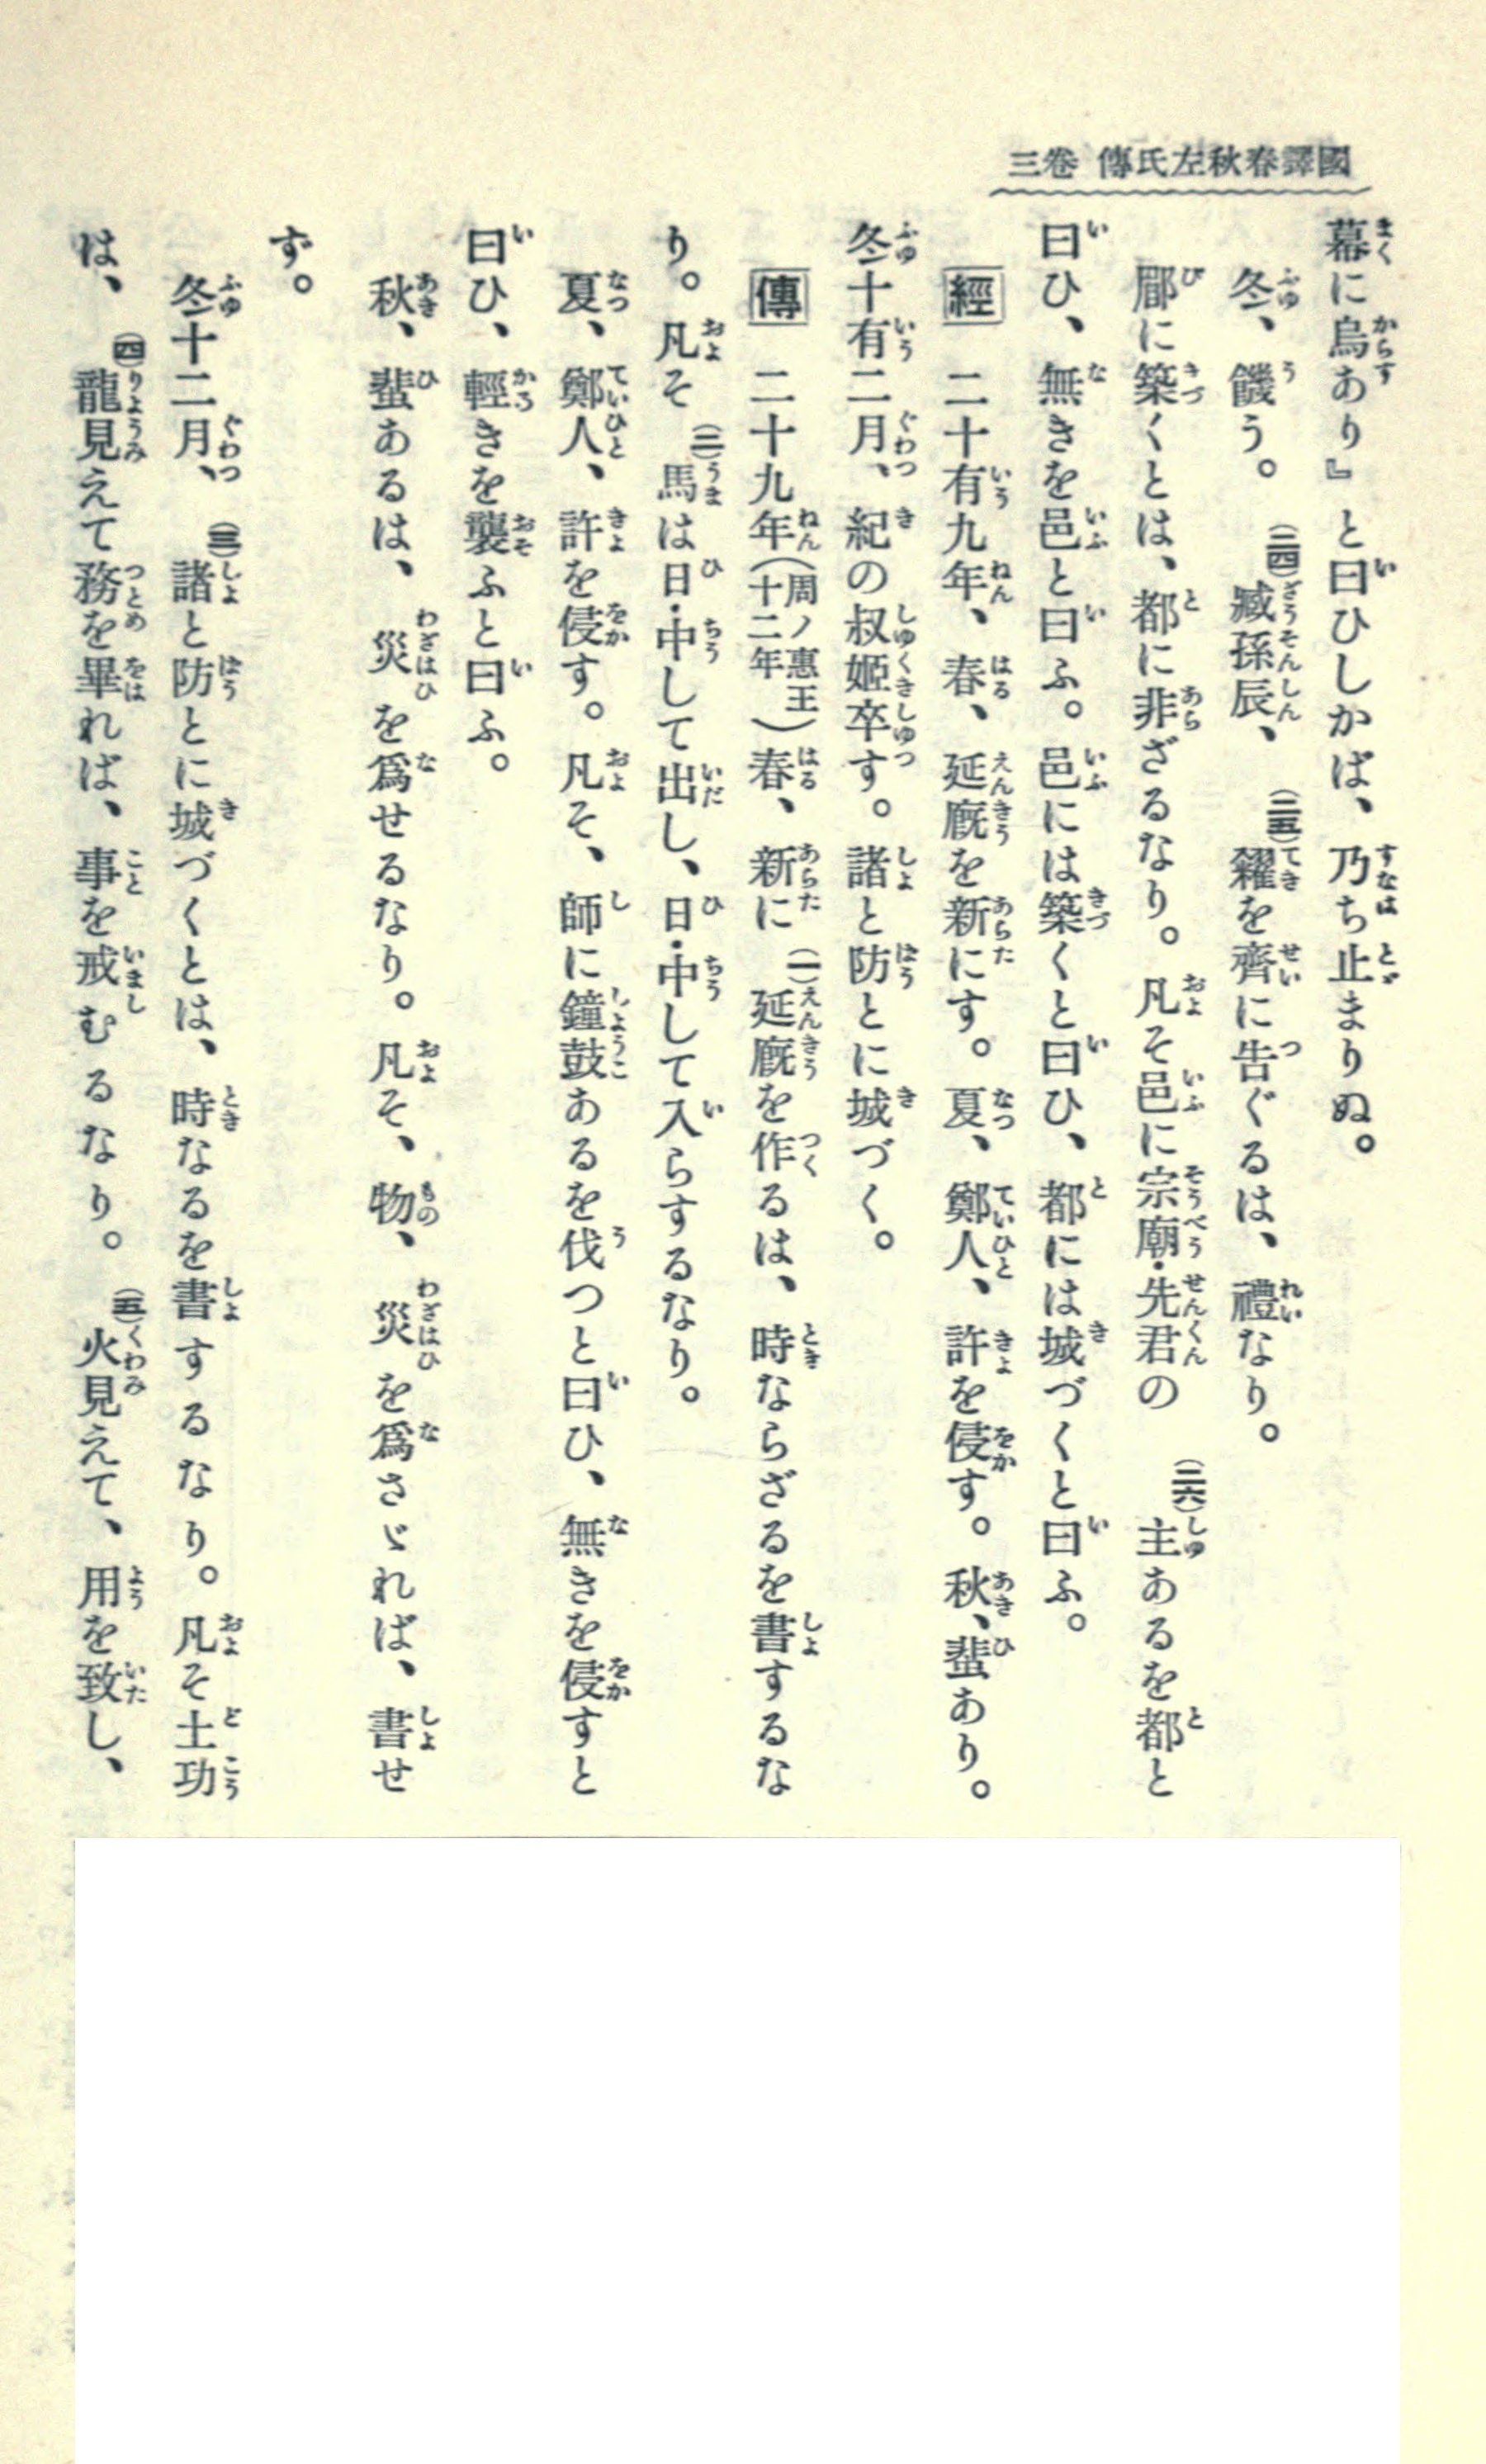 國譯春秋左氏傳 卷三
幕に烏あり』と曰ひしかば、乃ち止まりぬ。
冬、饑う。(二四)臧孫辰、(二五)糴を齊に告ぐるは、禮なり。
郿に築くとは、都に非ざるなり。凡そ邑に宗廟・先君の(二六)主あるを都と
曰ひ、無きを邑と曰ふ。邑には築くと曰ひ、都には城づくと曰ふ。
經 二十有九年、春、延廐を新にす。夏、鄭人、許を侵す。秋、蜚あり。
冬十有二月、紀の叔姬卒す。諸と防とに城づく。
傳 二十九年(周ノ惠王十二年)春、新に(一)延廐を作るは、時ならざるを書するな
り。凡そ(二)馬は日・中して出し、日・中して入らするなり。
夏、鄭人、許を侵す。凡そ、師に鐘鼓あるを伐つと曰ひ、無きを侵すと
曰ひ、輕きを襲ふと曰ふ。
秋、蜚あるは、災を爲せるなり。凡そ、物、災を爲さゞれば、書せ
ず。
冬十二月、(三)諸と防とに城づくとは、時なるを書するなり。凡そ土功
は、(四)龍見えて務を畢れば、事を戒むるなり。(五)火見えて、用を致し、